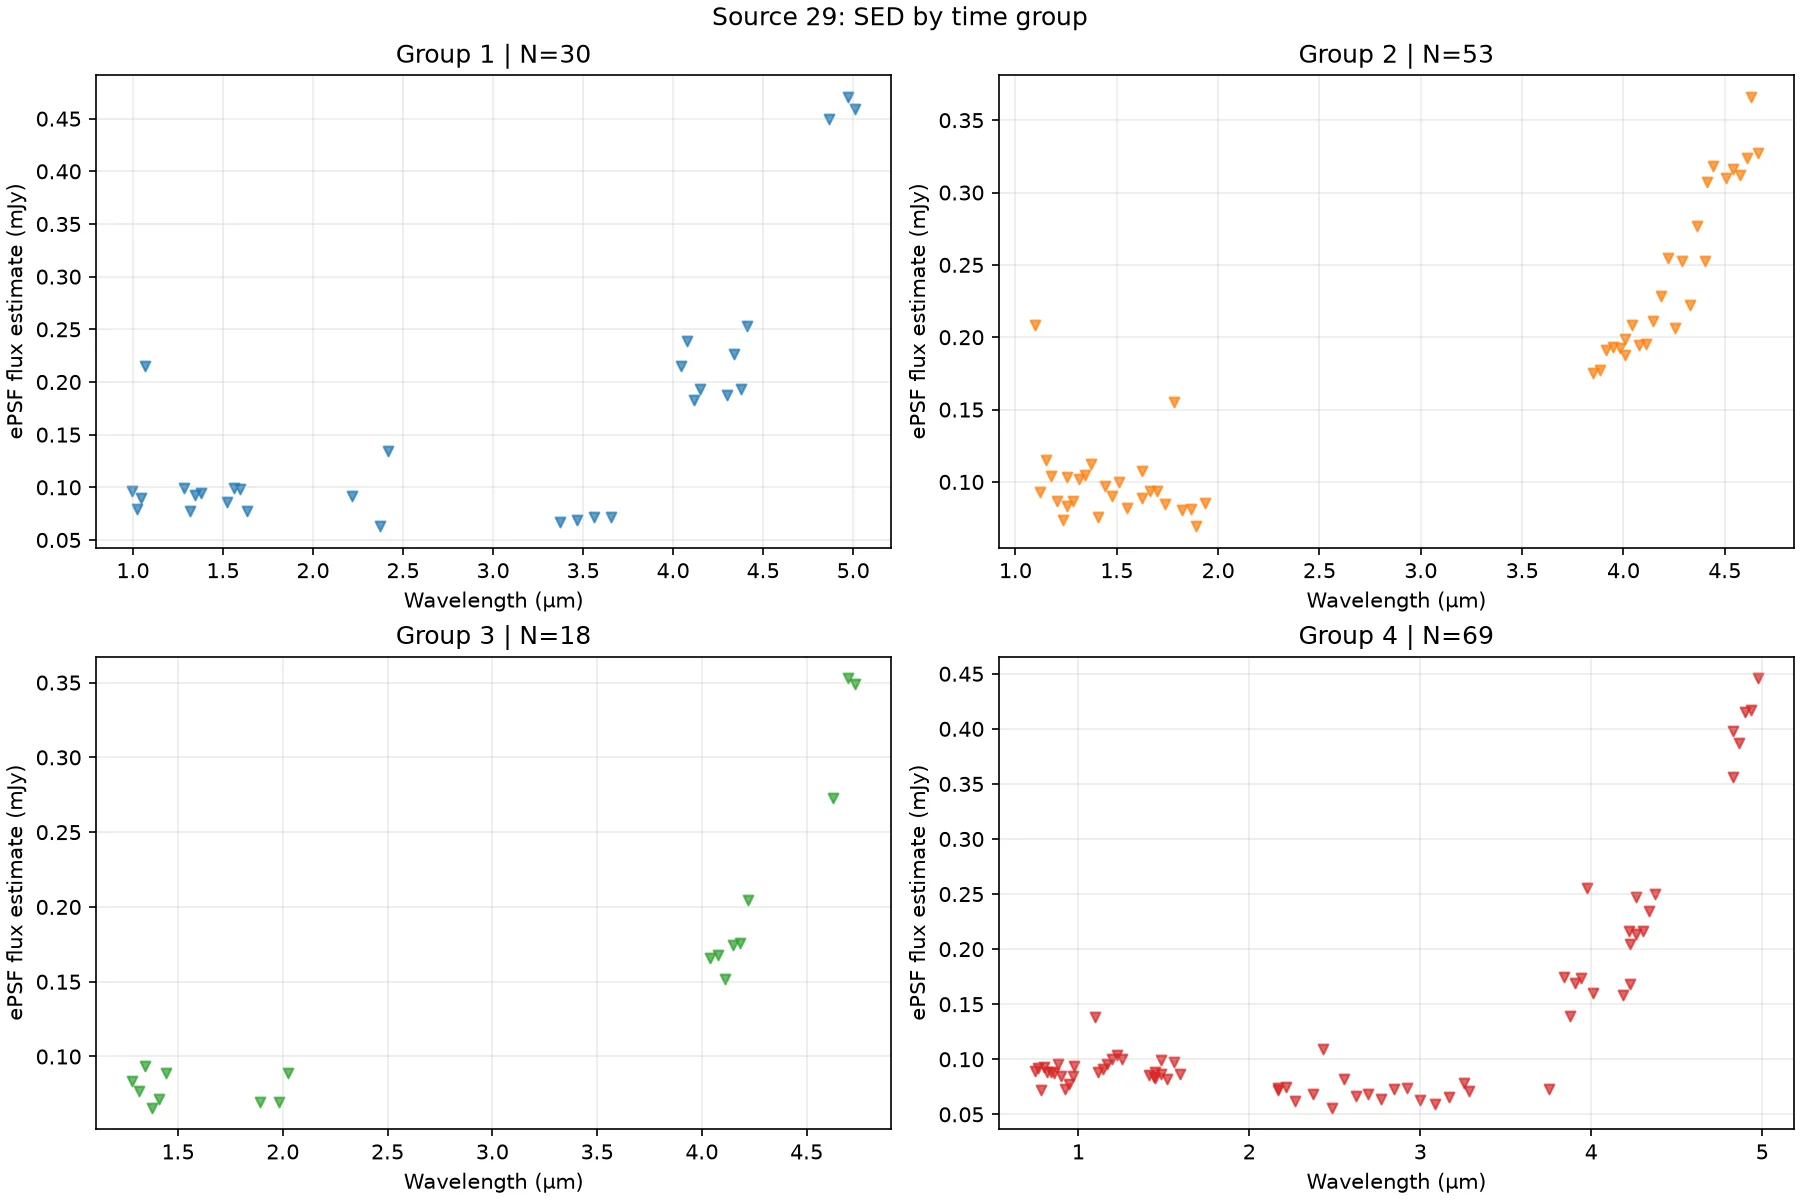 Source 29: SED by time group
Group 1 | N=30
ePSF flux estimate (mJy)
0.45
0.40
0.35
0.30
0.25
0.20
0.15
0.10
0.05
1.0 1.5 2.0 2.5 3.0 3.5 4.0 4.5 5.0
Wavelength (μm)
Group 2 | N=53
ePSF flux estimate (mJy)
0.35
0.30
0.25
0.20
0.15
0.10
1.0 1.5 2.0 2.5 3.0 3.5 4.0 4.5
Wavelength (μm)
Group 3 | N=18
ePSF flux estimate (mJy)
0.35
0.30
0.25
0.20
0.15
0.10
1.5 2.0 2.5 3.0 3.5 4.0 4.5
Wavelength (μm)
Group 4 | N=69
ePSF flux estimate (mJy)
0.45
0.40
0.35
0.30
0.25
0.20
0.15
0.10
0.05
1 2 3 4 5
Wavelength (μm)